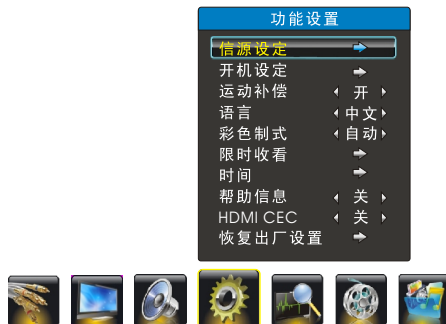 功能设置
信源设定
开机设定
运动补偿 开
语言 中文
彩色制式 自动
限时收看
时间
帮助信息 关
HDMI CEC 关
恢复出厂设置